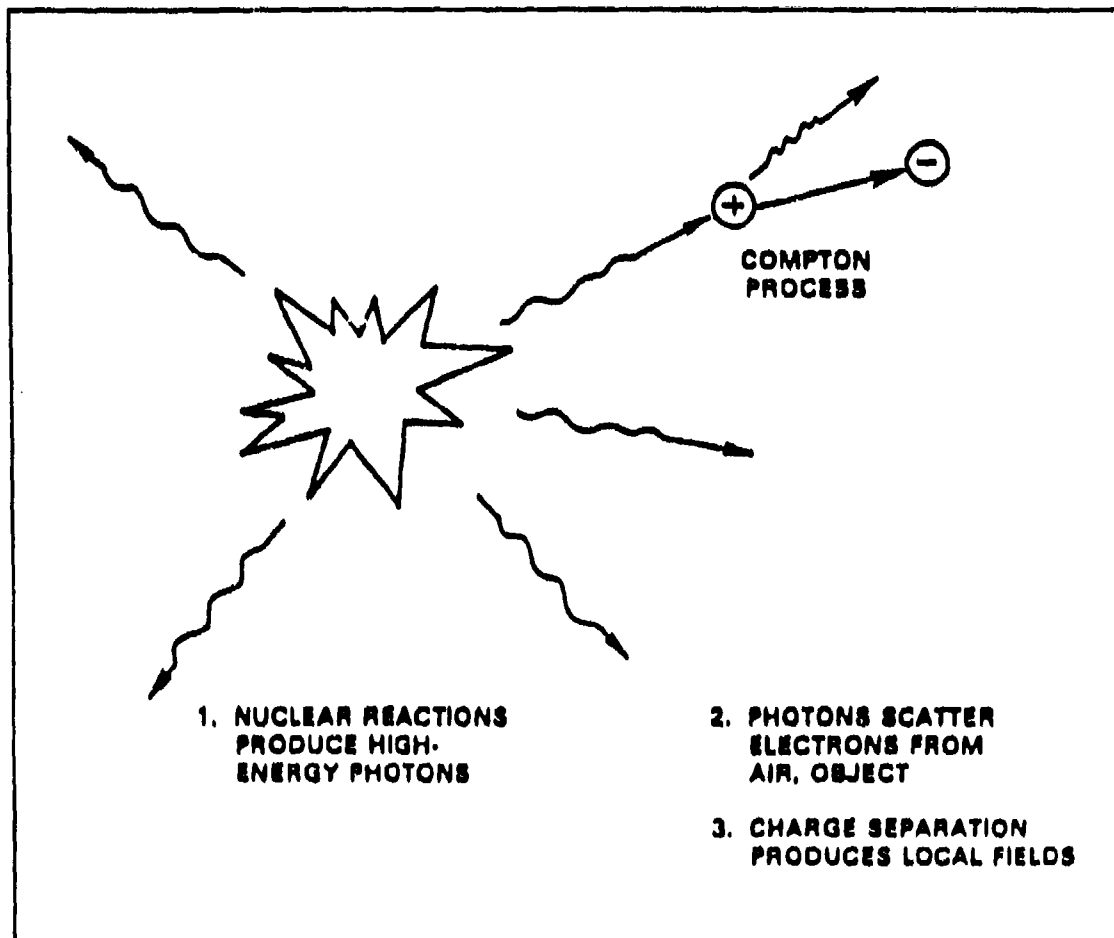 +
−
COMPTON
PROCESS
1. NUCLEAR REACTIONS
PRODUCE HIGH-
ENERGY PHOTONS
2. PHOTONS SCATTER
ELECTRONS FROM
AIR, OBJECT
3. CHARGE SEPARATION
PRODUCES LOCAL FIELDS